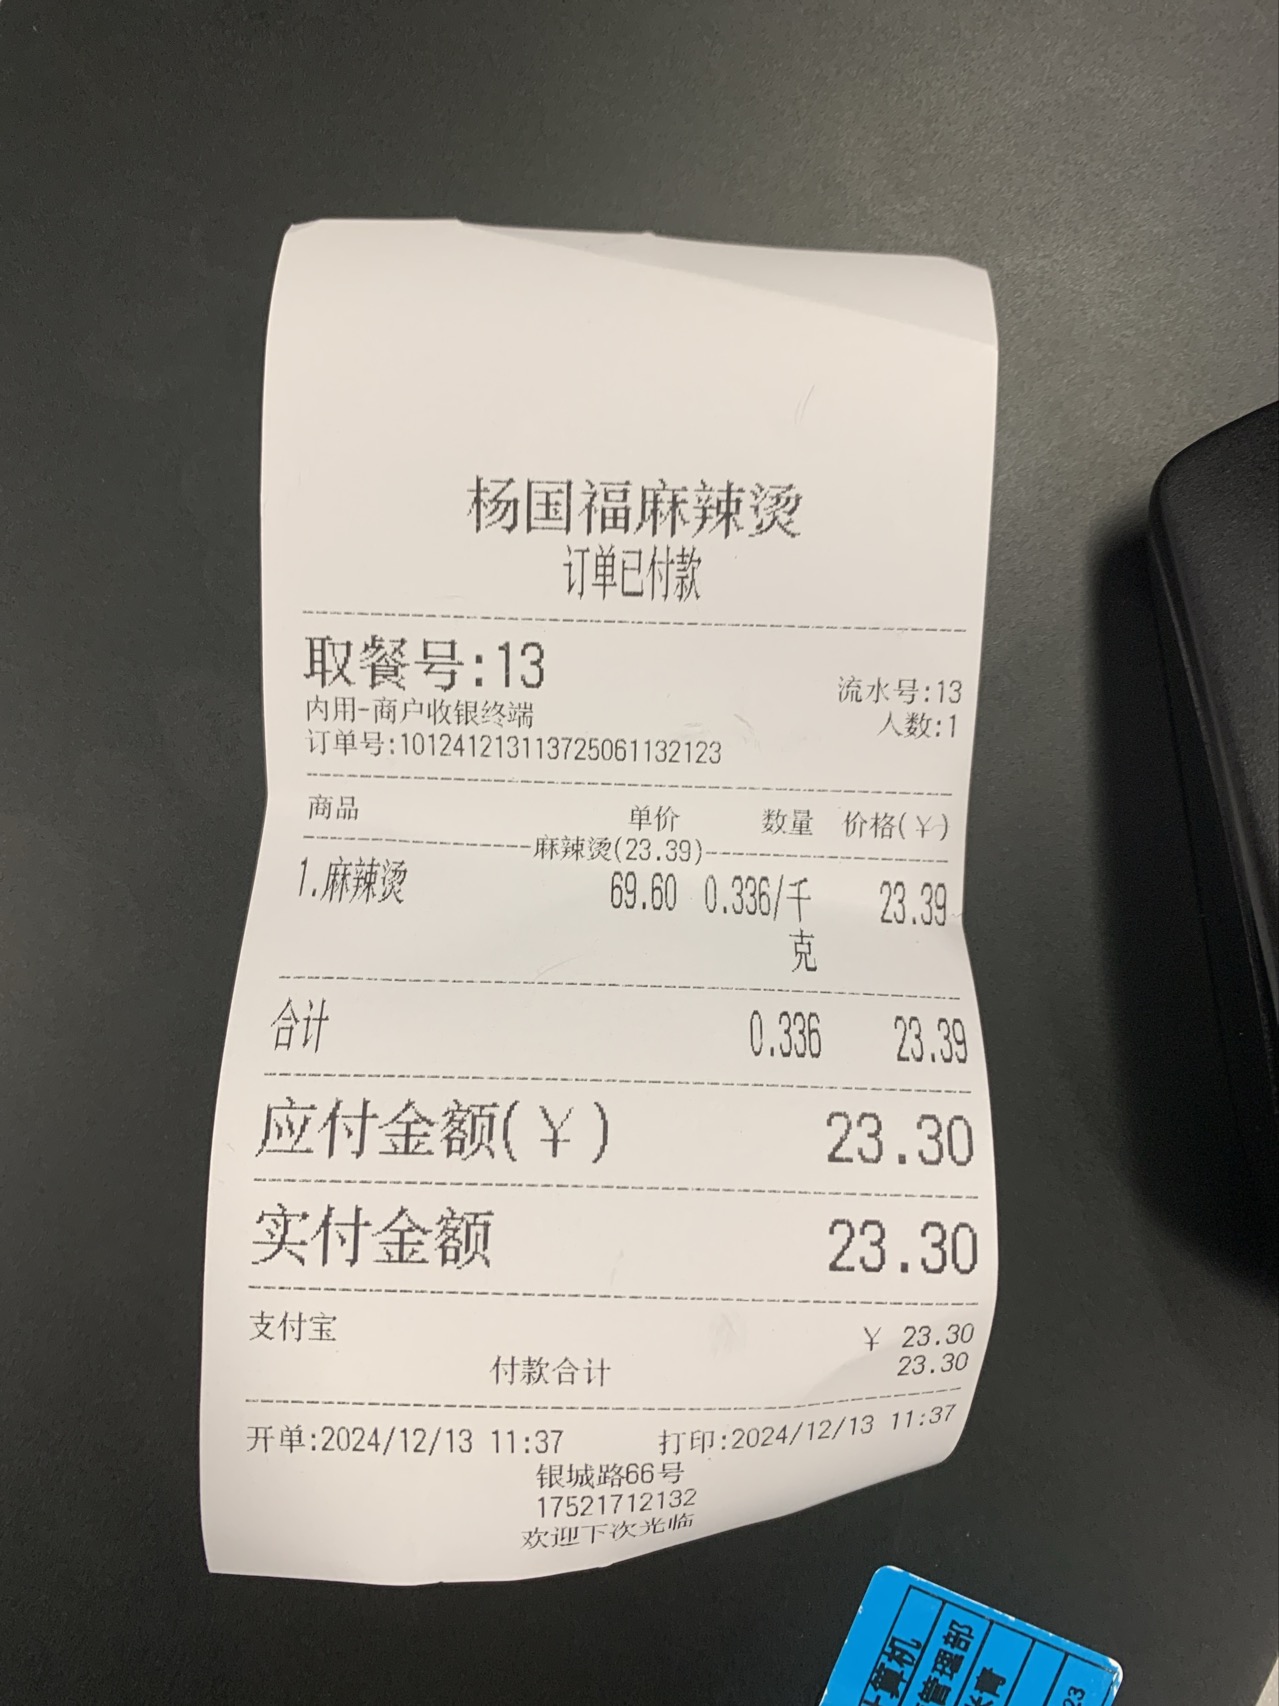 杨国福麻辣烫
订单已付款
取餐号:13
流水号:13
内用-商户收银终端
人数:1
订单号:101241213113725061132123
商品 单价 数量 价格(￥)
麻辣烫(23.39)
1.麻辣烫 69.60 0.336/千克 23.39
合计 0.336 23.39
应付金额(￥) 23.30
实付金额 23.30
支付宝 ￥ 23.30
付款合计 23.30
开单:2024/12/13 11:37 打印:2024/12/13 11:37
银城路66号
17521712132
欢迎下次光临
算机
管理部
23